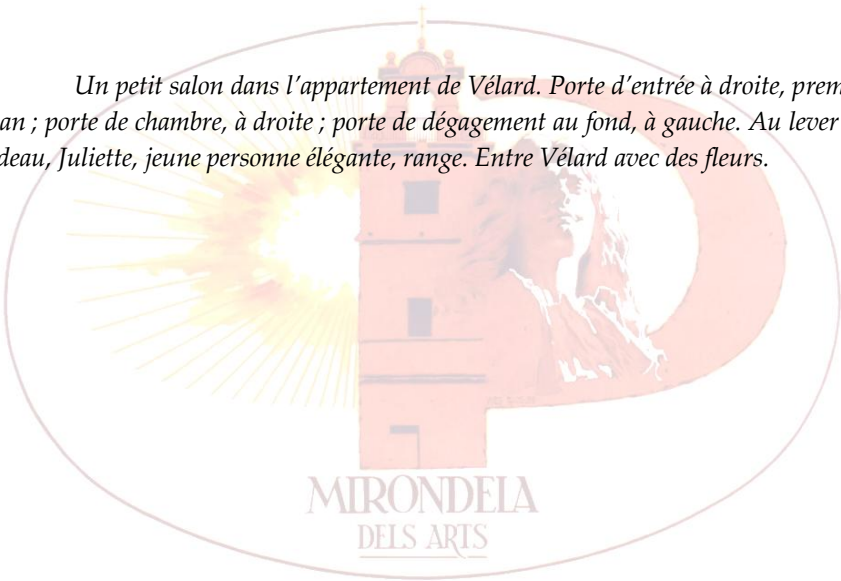 Un petit salon dans l'appartement de Vélard. Porte d'entrée à droite, prem
an ; porte de chambre, à droite ; porte de dégagement au fond, à gauche. Au lever
deau, Juliette, jeune personne élégante, range. Entre Vélard avec des fleurs.
MIRONDELA
DELS ARTS